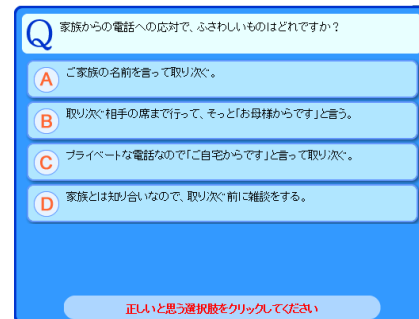 Q 家族からの電話への応対で、ふさわしいものはどれですか？
A ご家族の名前を言って取り次ぐ。
B 取り次ぐ相手の席まで行って、そっと「お母様からです」と言う。
C プライベートな電話なので「ご自宅からです」と言って取り次ぐ。
D 家族とは知り合いなので、取り次ぐ前に雑談をする。
正しいと思う選択肢をクリックしてください